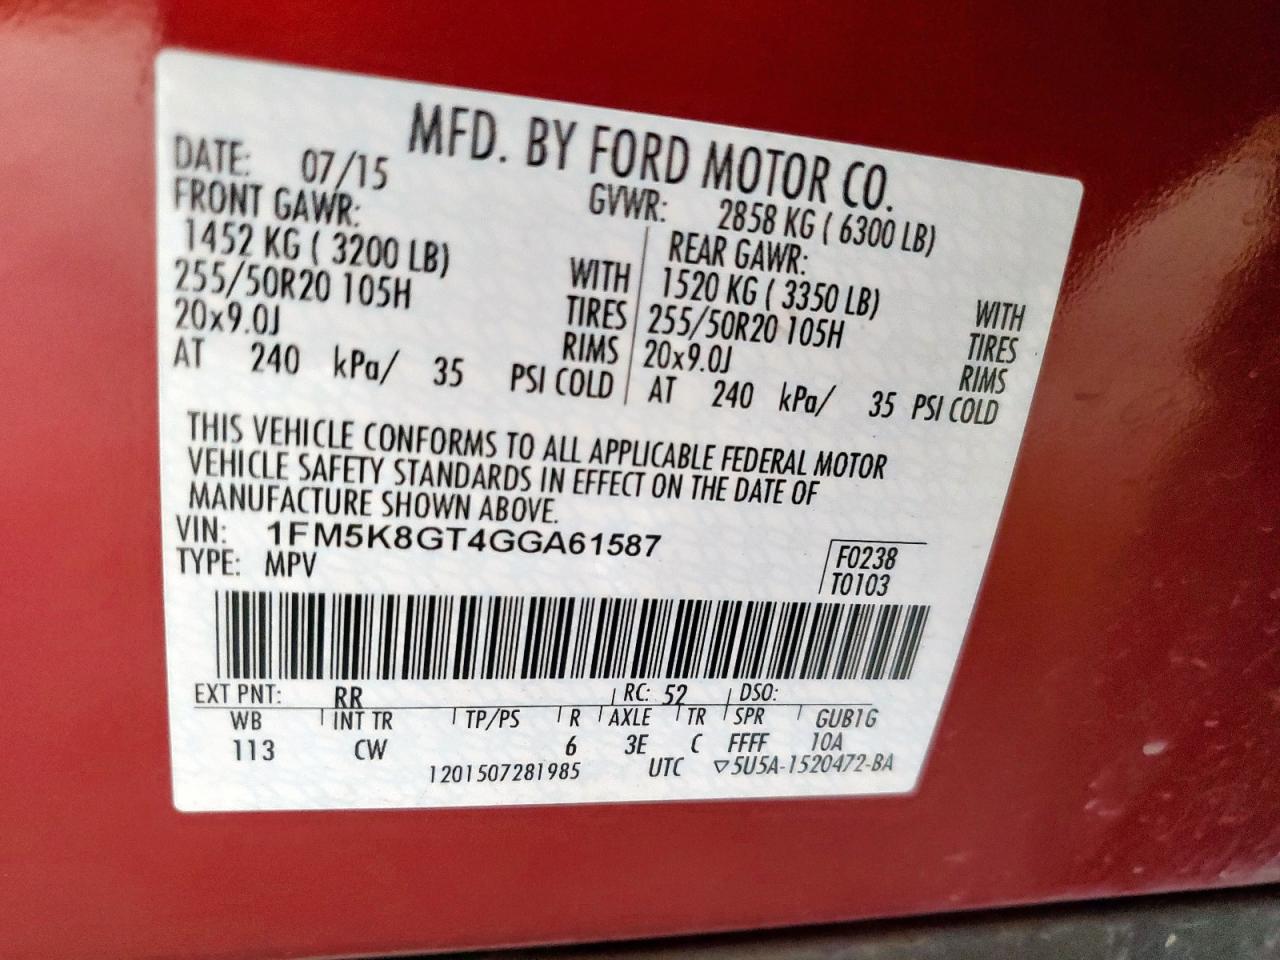 MFD. BY FORD MOTOR CO.
DATE: 07/15 GVWR: 2858 KG ( 6300 LB)
FRONT GAWR: REAR GAWR:
1452 KG ( 3200 LB) WITH 1520 KG ( 3350 LB) WITH
255/50R20 105H TIRES 255/50R20 105H TIRES
20x9.0J RIMS 20x9.0J RIMS
AT 240 kPa/ 35 PSI COLD AT 240 kPa/ 35 PSI COLD
THIS VEHICLE CONFORMS TO ALL APPLICABLE FEDERAL MOTOR
VEHICLE SAFETY STANDARDS IN EFFECT ON THE DATE OF
MANUFACTURE SHOWN ABOVE.
VIN: 1FM5K8GT4GGA61587
TYPE: MPV
F0238
T0103
EXT PNT: RR RC: 52 DSO:
WB INT TR TP/PS R AXLE TR SPR GUB1G
113 CW 6 3E C FFFF 10A
1201507281985 UTC ▽5U5A-1520472-BA